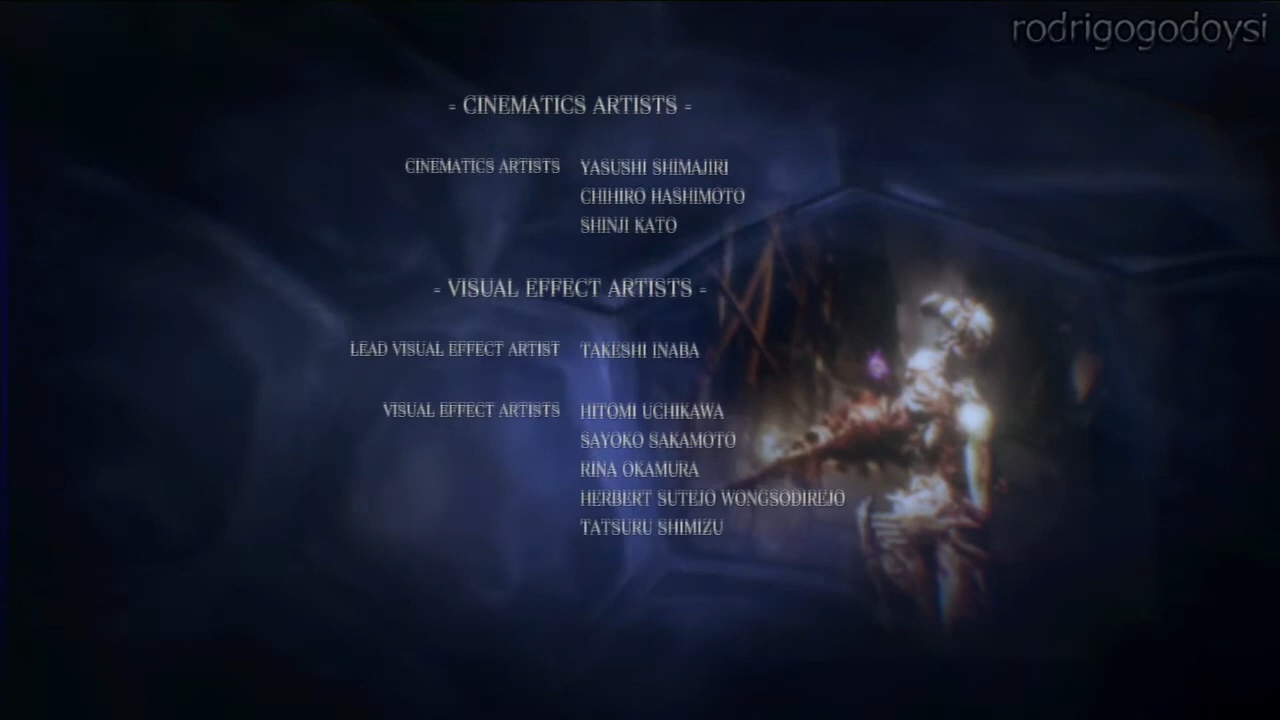 rodrigogodoysi
- CINEMATICS ARTISTS -
CINEMATICS ARTISTS YASUSHI SHIMAJIRI
CHIHIRO HASHIMOTO
SHINJI KATO
- VISUAL EFFECT ARTISTS -
LEAD VISUAL EFFECT ARTIST TAKESHI INABA
VISUAL EFFECT ARTISTS HITOMI UCHIKAWA
SAYOKO SAKAMOTO
RINA OKAMURA
HERBERT SUTEJO WONGSODIREJO
TATSURU SHIMIZU